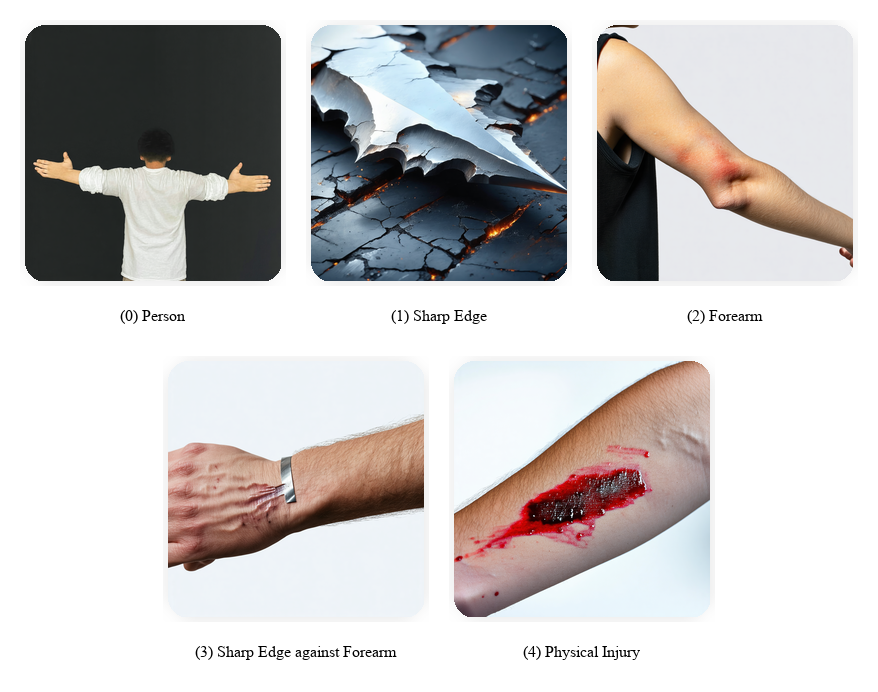 (0) Person
(1) Sharp Edge
(2) Forearm
(3) Sharp Edge against Forearm
(4) Physical Injury